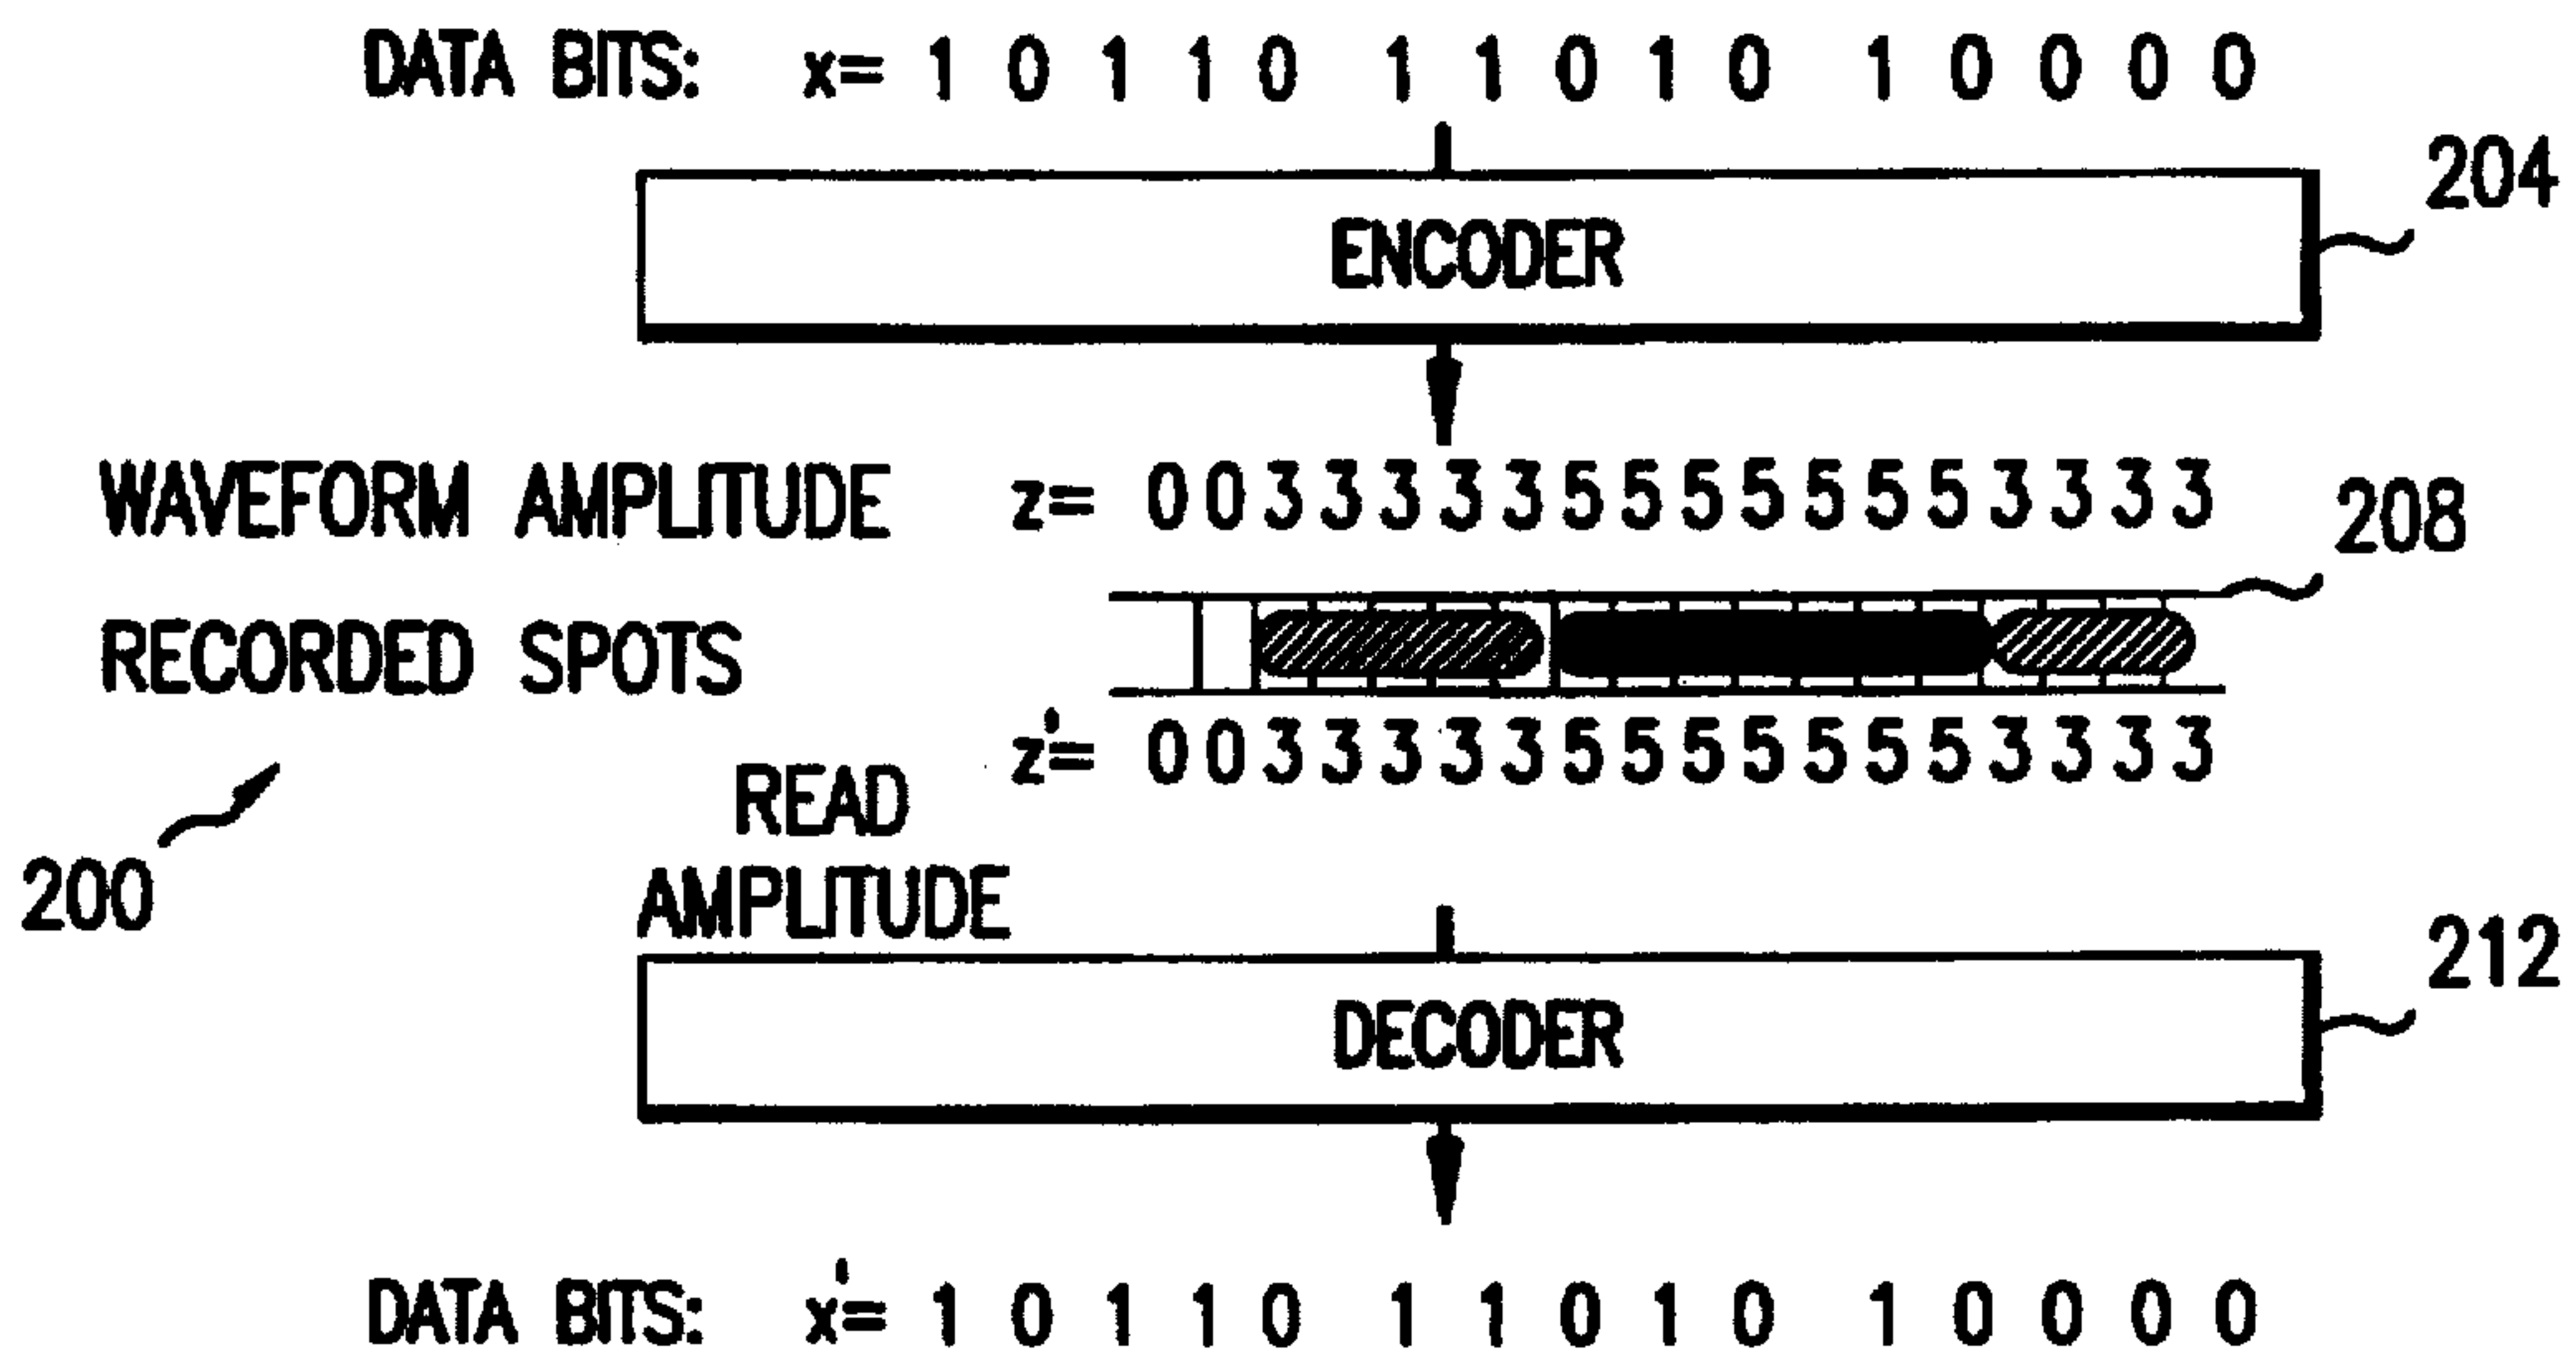 DATA BITS: x= 1 0 1 1 0 1 1 0 1 0 1 0 0 0 0
204
ENCODER
WAVEFORM AMPLITUDE z= 0 0 3 3 3 3 3 5 5 5 5 5 5 5 3 3 3 3
208
RECORDED SPOTS
z'= 0 0 3 3 3 3 3 5 5 5 5 5 5 5 3 3 3 3
READ
AMPLITUDE
200
212
DECODER
DATA BITS: x'= 1 0 1 1 0 1 1 0 1 0 1 0 0 0 0